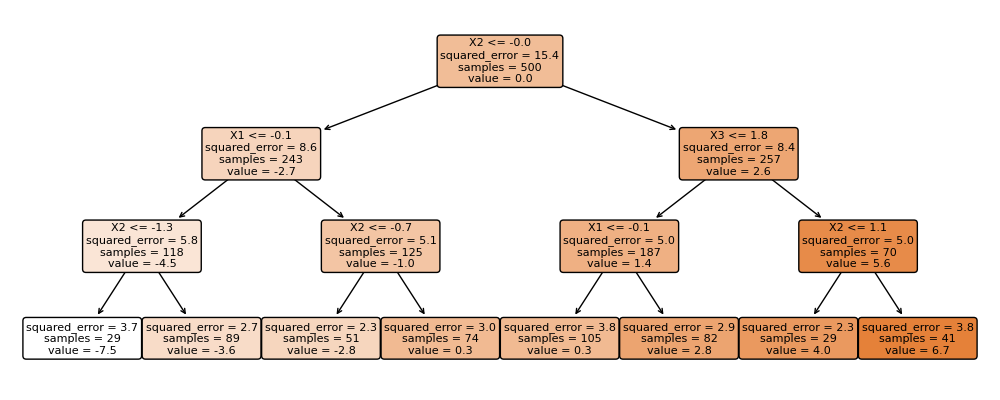 X2 <= -0.0
squared_error = 15.4
samples = 500
value = 0.0
X1 <= -0.1
squared_error = 8.6
samples = 243
value = -2.7
X3 <= 1.8
squared_error = 8.4
samples = 257
value = 2.6
X2 <= -1.3
squared_error = 5.8
samples = 118
value = -4.5
X2 <= -0.7
squared_error = 5.1
samples = 125
value = -1.0
X1 <= -0.1
squared_error = 5.0
samples = 187
value = 1.4
X2 <= 1.1
squared_error = 5.0
samples = 70
value = 5.6
squared_error = 3.7
samples = 29
value = -7.5
squared_error = 2.7
samples = 89
value = -3.6
squared_error = 2.3
samples = 51
value = -2.8
squared_error = 3.0
samples = 74
value = 0.3
squared_error = 3.8
samples = 105
value = 0.3
squared_error = 2.9
samples = 82
value = 2.8
squared_error = 2.3
samples = 29
value = 4.0
squared_error = 3.8
samples = 41
value = 6.7